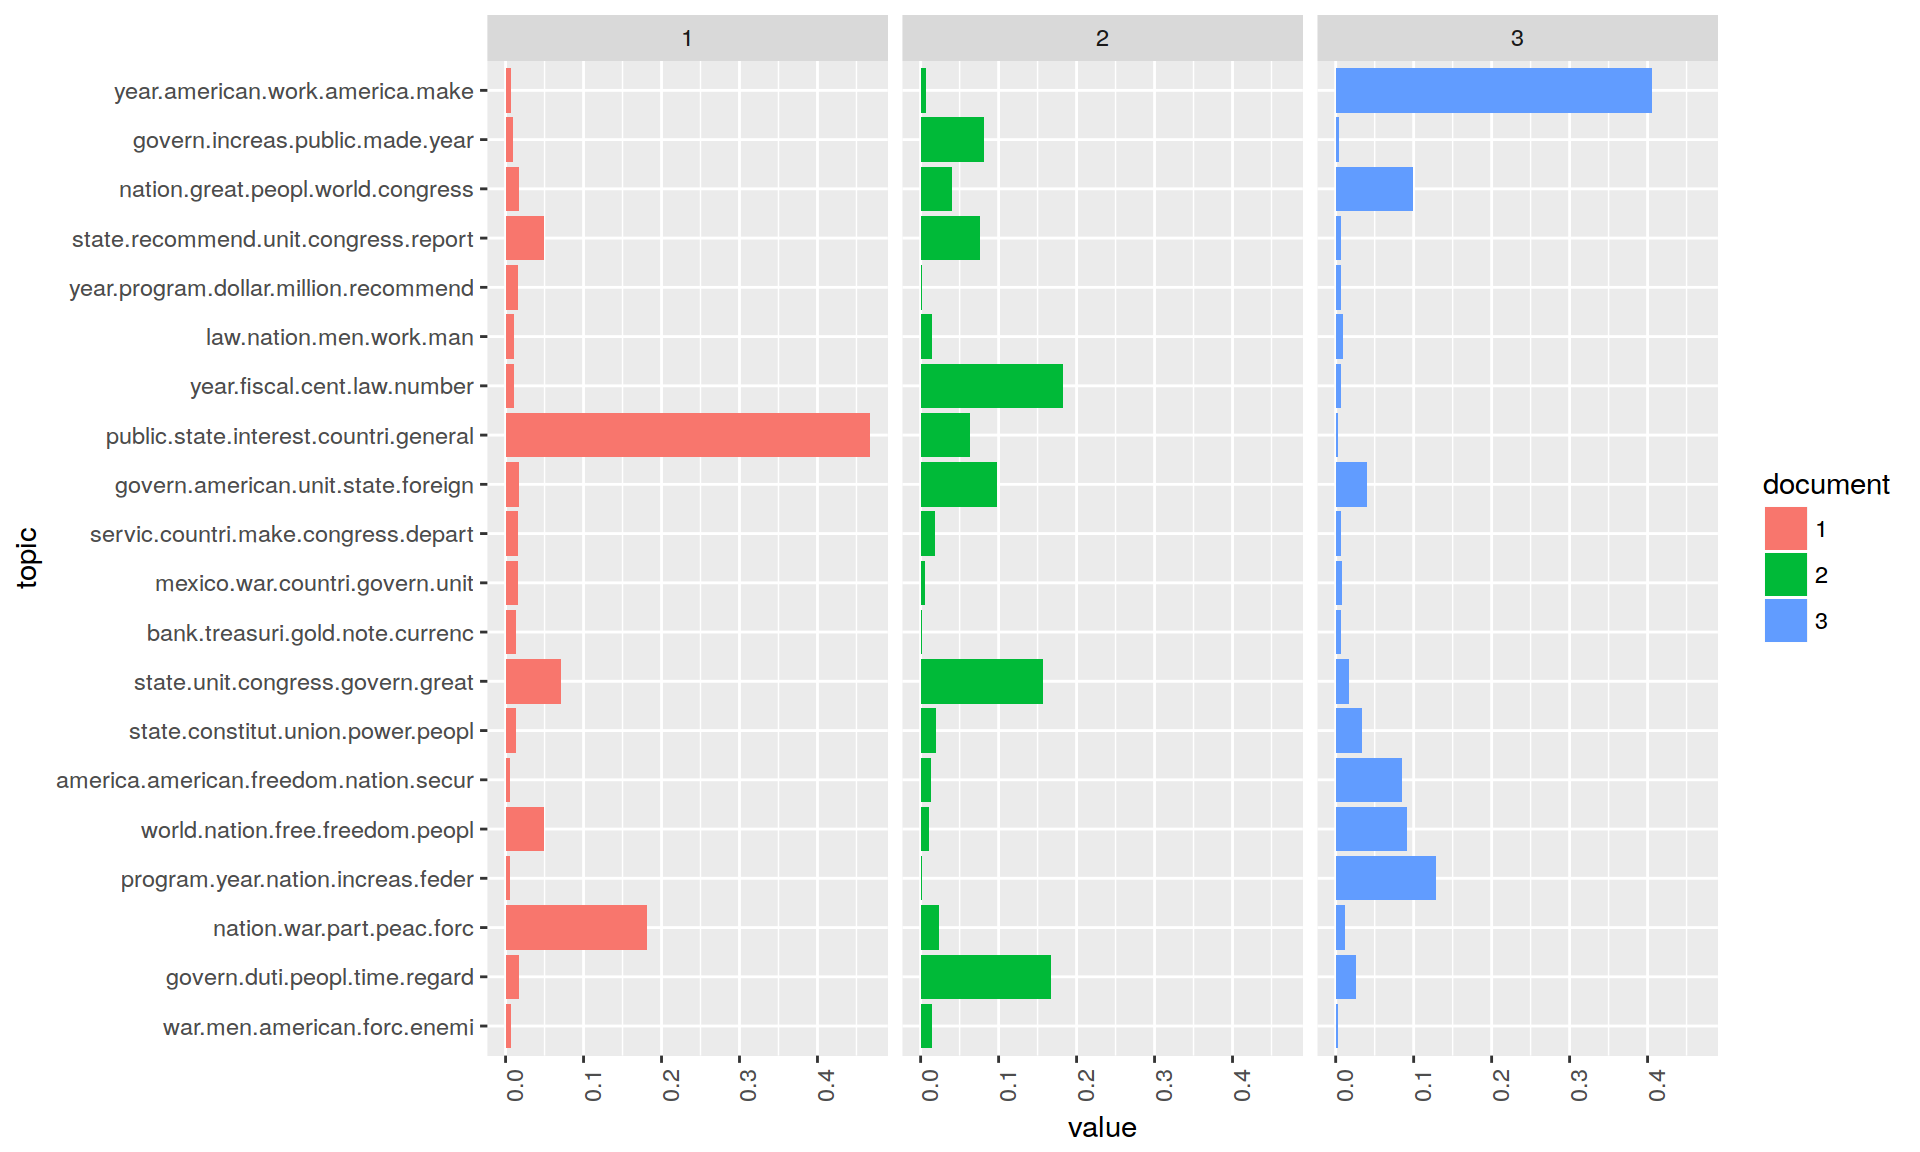 1 2 3
year.american.work.america.make
govern.increas.public.made.year
nation.great.peopl.world.congress
state.recommend.unit.congress.report
year.program.dollar.million.recommend
law.nation.men.work.man
year.fiscal.cent.law.number
public.state.interest.countri.general
govern.american.unit.state.foreign
servic.countri.make.congress.depart
mexico.war.countri.govern.unit
bank.treasuri.gold.note.currenc
state.unit.congress.govern.great
state.constitut.union.power.peopl
america.american.freedom.nation.secur
world.nation.free.freedom.peopl
program.year.nation.increas.feder
nation.war.part.peac.forc
govern.duti.peopl.time.regard
war.men.american.forc.enemi
topic
0.0 0.1 0.2 0.3 0.4 0.0 0.1 0.2 0.3 0.4 0.0 0.1 0.2 0.3 0.4
value
document
1
2
3